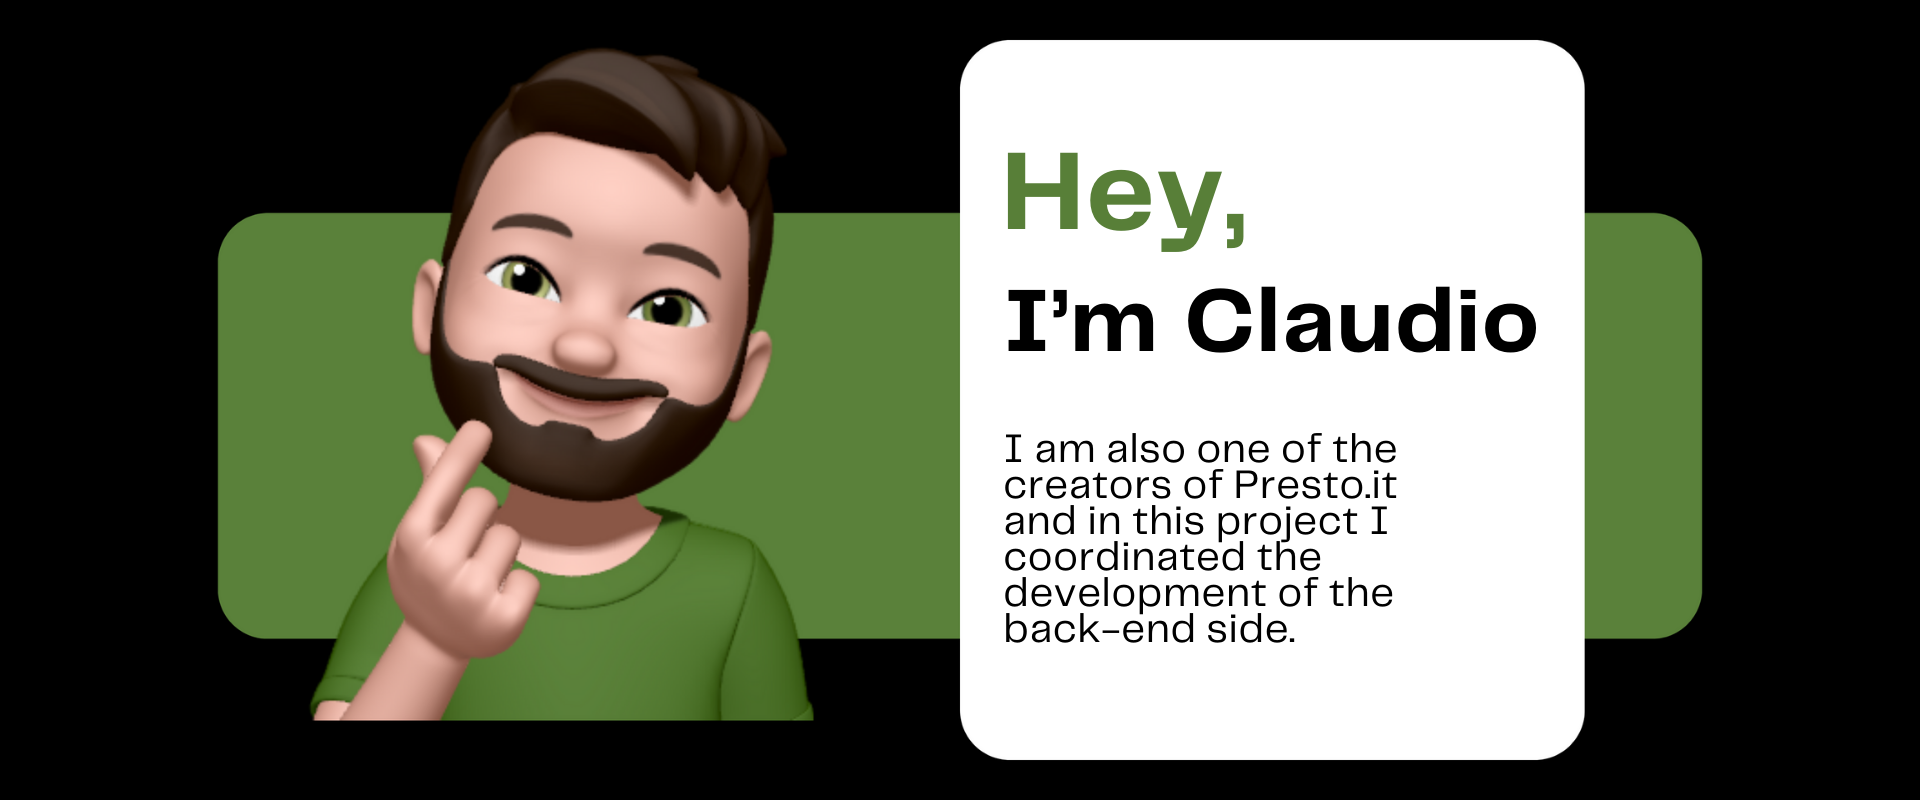 Hey,
I’m Claudio
I am also one of the
creators of Presto.it
and in this project I
coordinated the
development of the
back-end side.